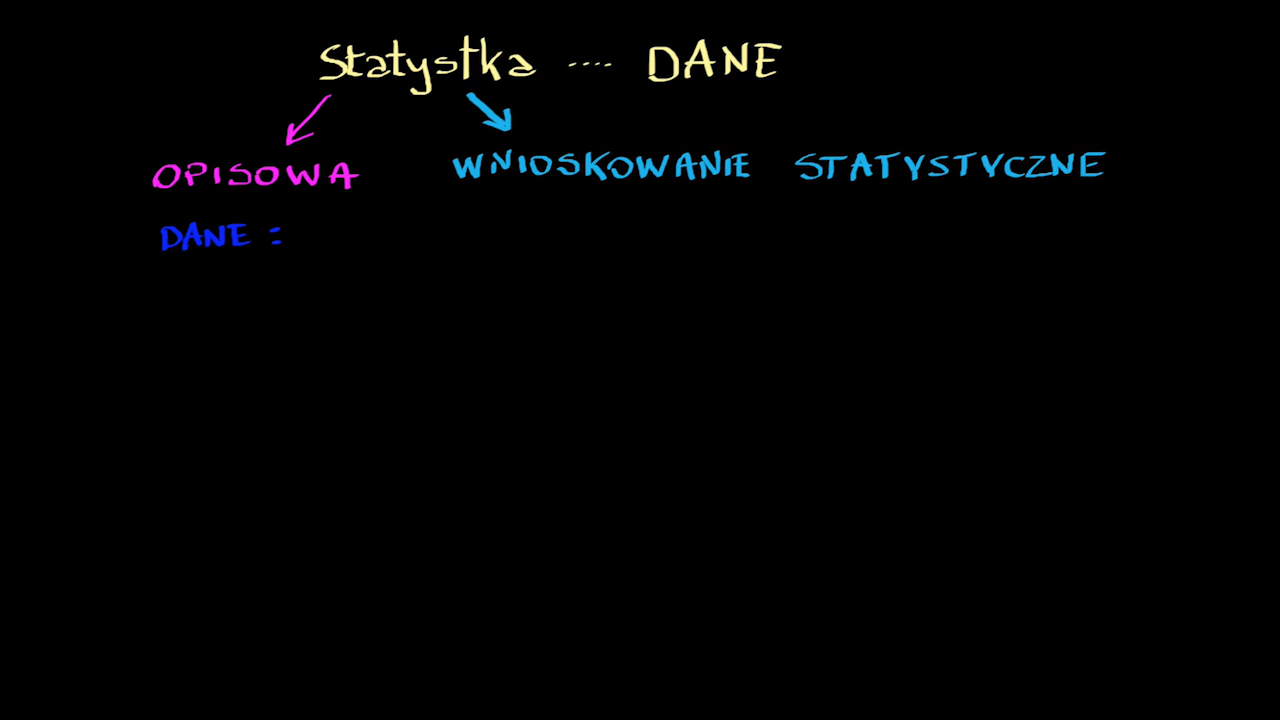 Statystka .... DANE
OPISOWA WNIOSKOWANIE STATYSTYCZNE
DANE :